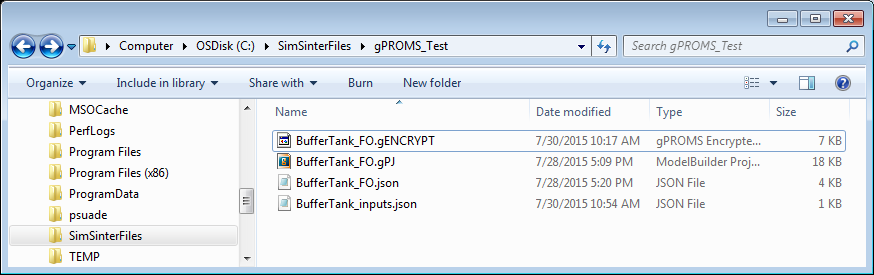 Computer OSDisk (C:) SimSinterFiles gPROMS_Test Search gPROMS_Test
Organize Include in library Share with Burn New folder
MSOCache
PerfLogs
Program Files
Program Files (x86)
ProgramData
psuade
SimSinterFiles
TEMP
Name Date modified Type Size
BufferTank_FO.gENCRYPT 7/30/2015 10:17 AM gPROMS Encrypte... 7 KB
BufferTank_FO.gPJ 7/28/2015 5:09 PM ModelBuilder Proj... 18 KB
BufferTank_FO.json 7/28/2015 5:20 PM JSON File 4 KB
BufferTank_inputs.json 7/30/2015 10:54 AM JSON File 1 KB